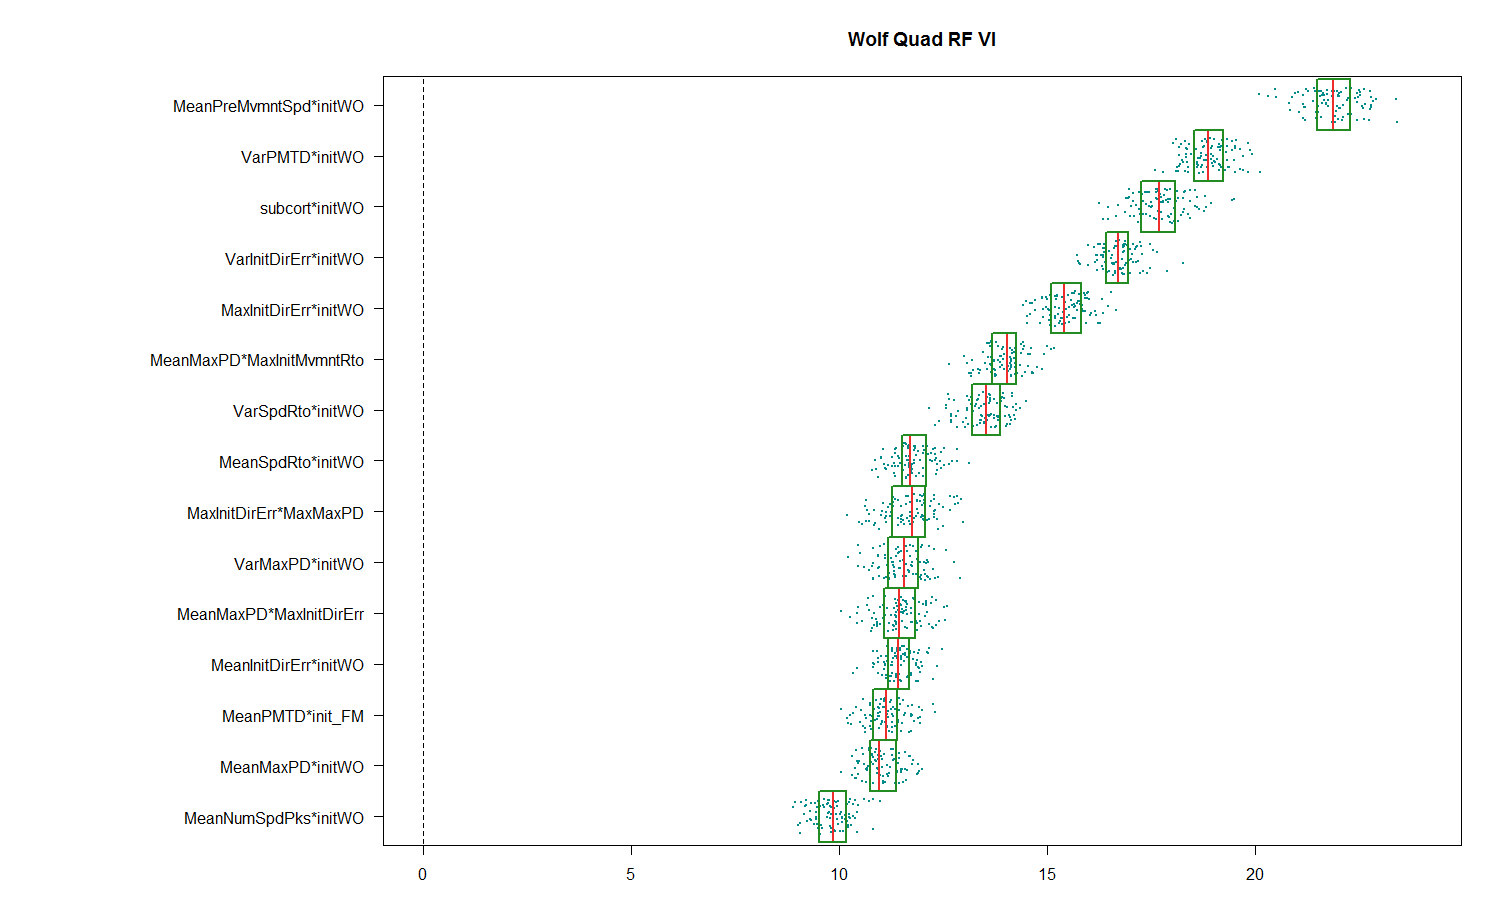 Wolf Quad RF VI
MeanPreMvmntSpd*initWO
VarPMTD*initWO
subcort*initWO
VarInitDirErr*initWO
MaxInitDirErr*initWO
MeanMaxPD*MaxInitMvmntRto
VarSpdRto*initWO
MeanSpdRto*initWO
MaxInitDirErr*MaxMaxPD
VarMaxPD*initWO
MeanMaxPD*MaxInitDirErr
MeanInitDirErr*initWO
MeanPMTD*init_FM
MeanMaxPD*initWO
MeanNumSpdPks*initWO
0 5 10 15 20